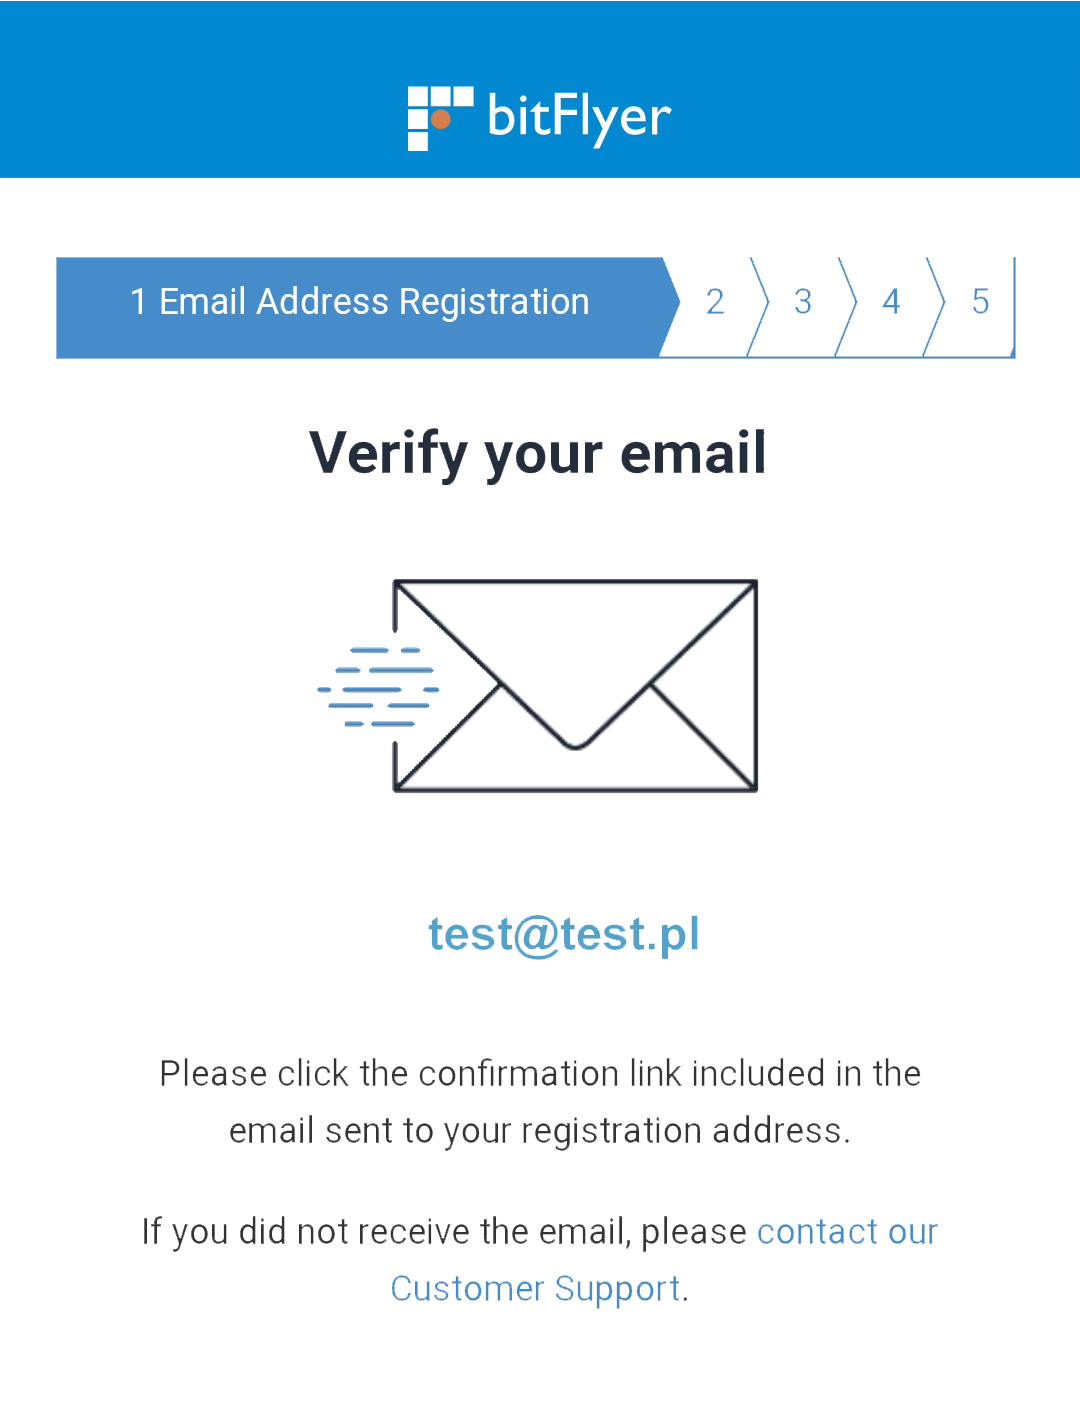 bitFlyer
1 Email Address Registration 2 3 4 5
Verify your email
test@test.pl
Please click the confirmation link included in the
email sent to your registration address.
If you did not receive the email, please contact our
Customer Support.